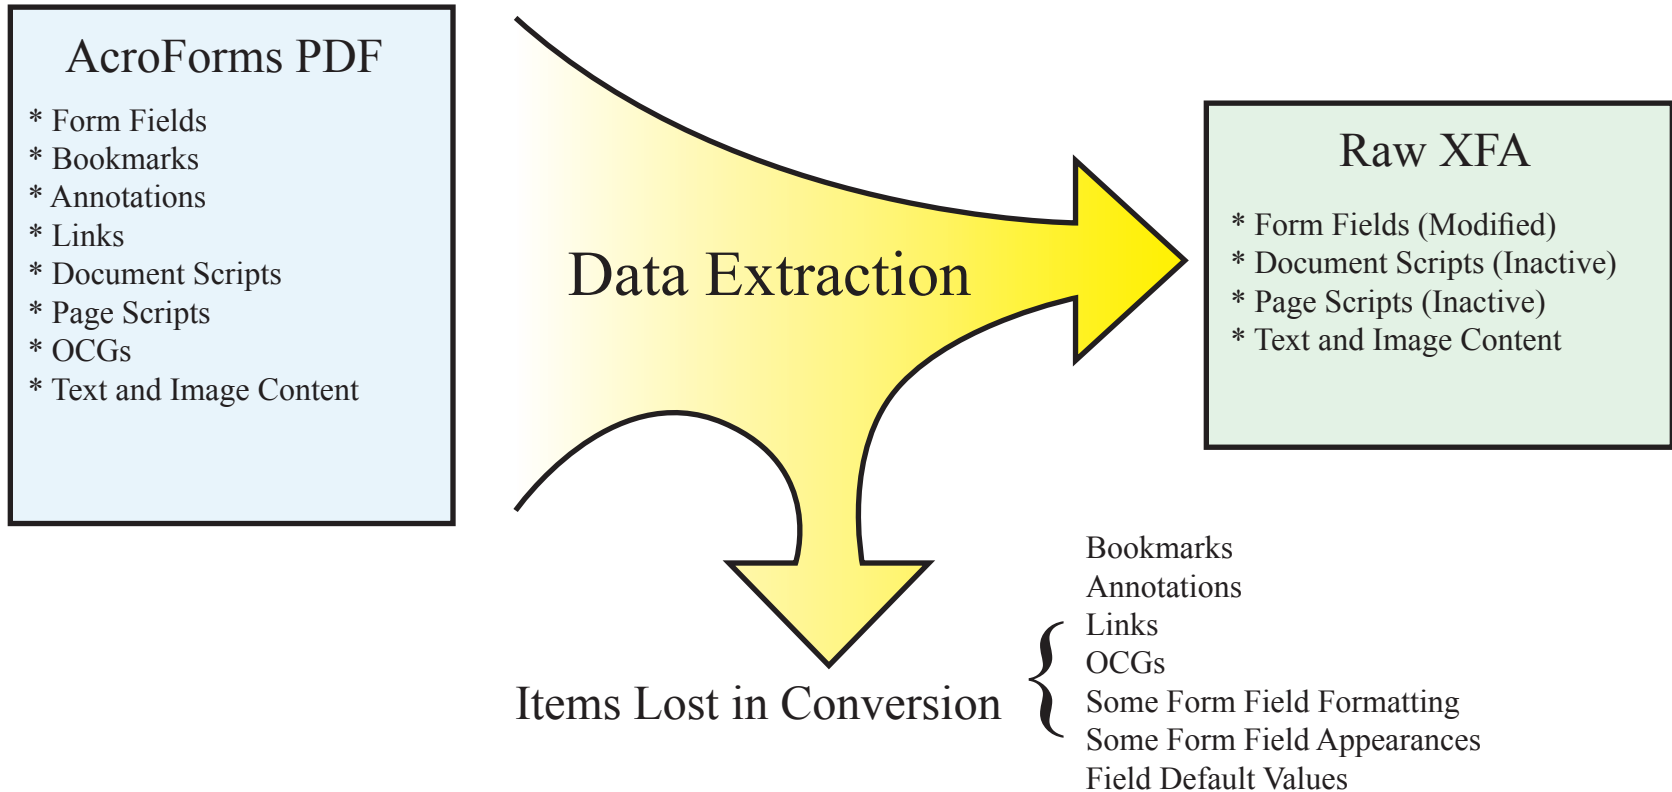 AcroForms PDF
* Form Fields
* Bookmarks
* Annotations
* Links
* Document Scripts
* Page Scripts
* OCGs
* Text and Image Content
Data Extraction
Raw XFA
* Form Fields (Modified)
* Document Scripts (Inactive)
* Page Scripts (Inactive)
* Text and Image Content
Items Lost in Conversion {
Bookmarks
Annotations
Links
OCGs
Some Form Field Formatting
Some Form Field Appearances
Field Default Values